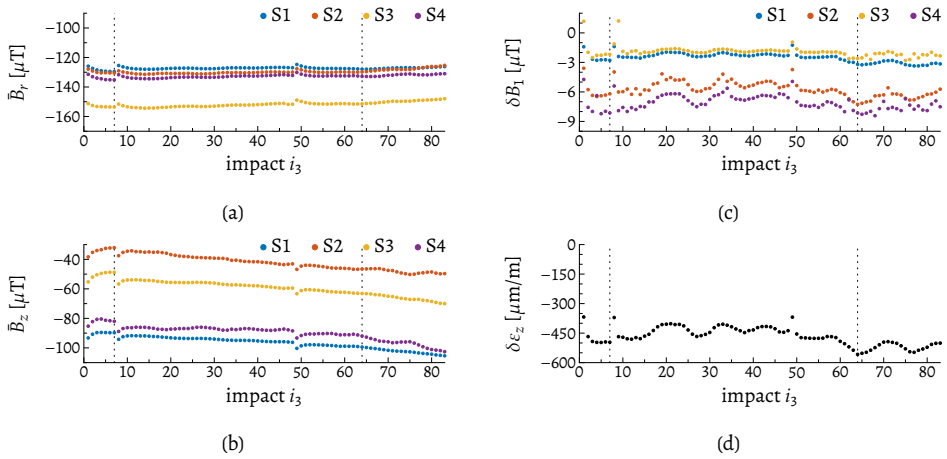 S1 S2 S3 S4
−100
−120
−140
−160
0 10 20 30 40 50 60 70 80
B̄r [μT]
impact i3
(a)
S1 S2 S3 S4
−40
−60
−80
−100
0 10 20 30 40 50 60 70 80
B̄z [μT]
impact i3
(b)
S1 S2 S3 S4
0
−3
−6
−9
0 10 20 30 40 50 60 70 80
δB1 [μT]
impact i3
(c)
0
−150
−300
−450
−600
0 10 20 30 40 50 60 70 80
δεz [μm/m]
impact i3
(d)